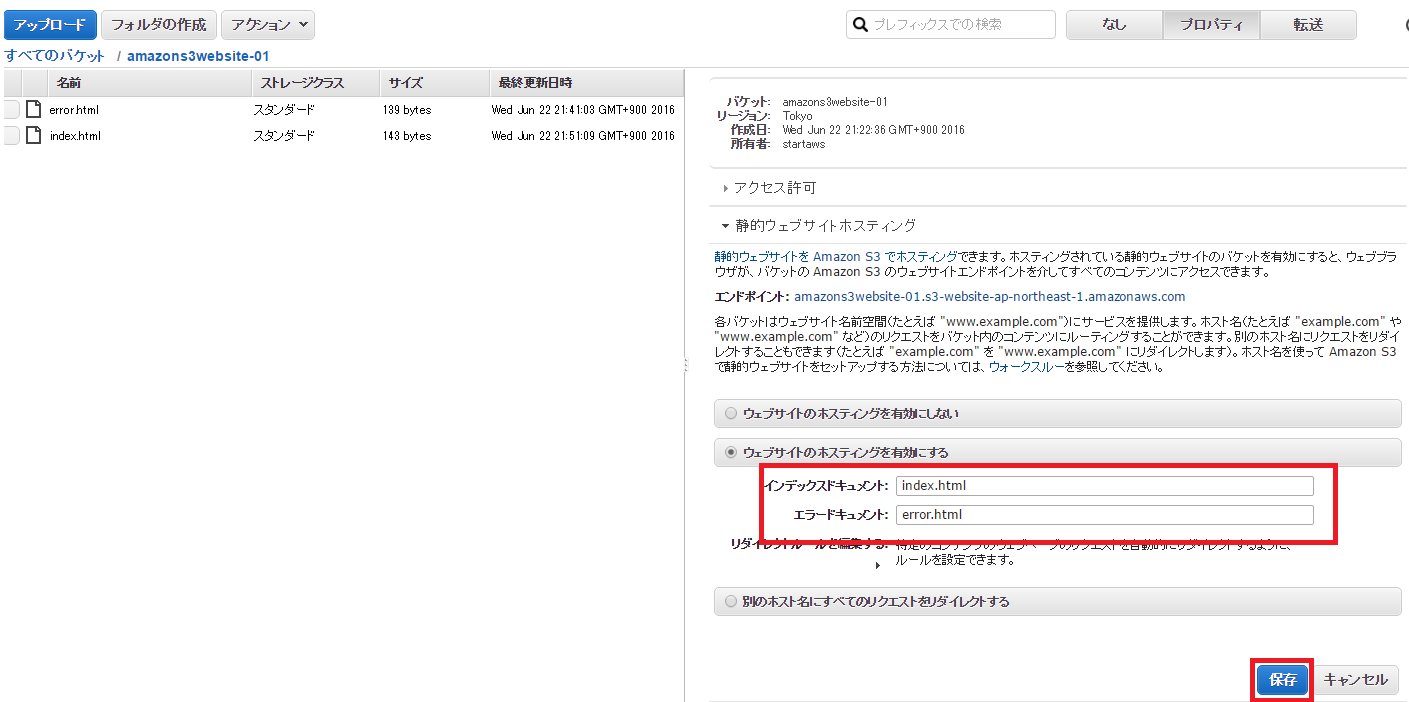 アップロード フォルダの作成 アクション プレフィックスでの検索 なし プロパティ 転送
すべてのバケット / amazons3website-01
名前 ストレージクラス サイズ 最終更新日時
error.html スタンダード 139 bytes Wed Jun 22 21:41:03 GMT+900 2016
index.html スタンダード 143 bytes Wed Jun 22 21:51:09 GMT+900 2016
バケット: amazons3website-01
リージョン: Tokyo
作成日: Wed Jun 22 21:22:36 GMT+900 2016
所有者: startaws
アクセス許可
静的ウェブサイトホスティング
静的ウェブサイトを Amazon S3 でホスティングできます。ホスティングされている静的ウェブサイトのバケットを有効にすると、ウェブブラ
ウザが、バケットの Amazon S3 のウェブサイトエンドポイントを介してすべてのコンテンツにアクセスできます。
エンドポイント: amazons3website-01.s3-website-ap-northeast-1.amazonaws.com
各バケットはウェブサイト名前空間(たとえば "www.example.com")にサービスを提供します。ホスト名(たとえば "example.com" や
"www.example.com" など)のリクエストをバケット内のコンテンツにルーティングすることができます。別のホスト名にリクエストをリダイ
レクトすることもできます(たとえば "example.com" を "www.example.com" にリダイレクトします)。ホスト名を使って Amazon S3
で静的ウェブサイトをセットアップする方法については、ウォークスルーを参照してください。
ウェブサイトのホスティングを有効にしない
ウェブサイトのホスティングを有効にする
インデックスドキュメント: index.html
エラードキュメント: error.html
リダイレクトルールを編集する: 特定のコンテンツのウェブページのリクエストを自動的にリダイレクトするように、
ルールを設定できます。
別のホスト名にすべてのリクエストをリダイレクトする
保存 キャンセル